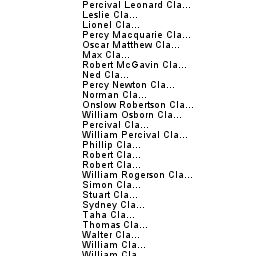 Percival Leonard Cla...
Leslie Cla...
Lionel Cla...
Percy Macquarie Cla...
Oscar Matthew Cla...
Max Cla...
Robert McGavin Cla...
Ned Cla...
Percy Newton Cla...
Norman Cla...
Onslow Robertson Cla...
William Osborn Cla...
Percival Cla...
William Percival Cla...
Phillip Cla...
Robert Cla...
Robert Cla...
William Rogerson Cla...
Simon Cla...
Stuart Cla...
Sydney Cla...
Taha Cla...
Thomas Cla...
Walter Cla...
William Cla...
William Cla...